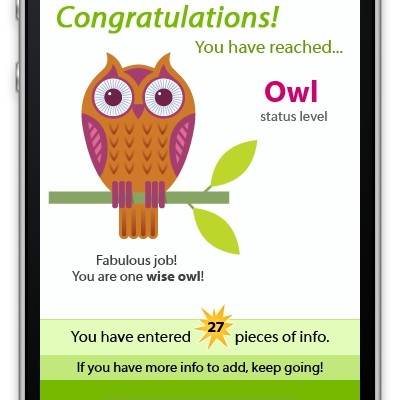 Congratulations!
You have reached...
Owl
status level
Fabulous job!
You are one wise owl!
You have entered 27 pieces of info.
If you have more info to add, keep going!